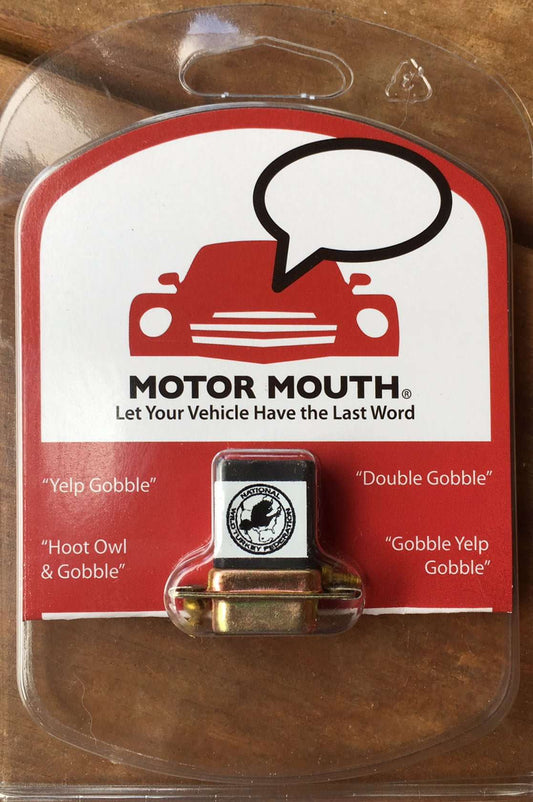 MOTOR MOUTH®
Let Your Vehicle Have the Last Word
“Yelp Gobble”
“Double Gobble”
“Hoot Owl
& Gobble”
“Gobble Yelp
Gobble”
NATIONAL
WILD TURKEY FEDERATION